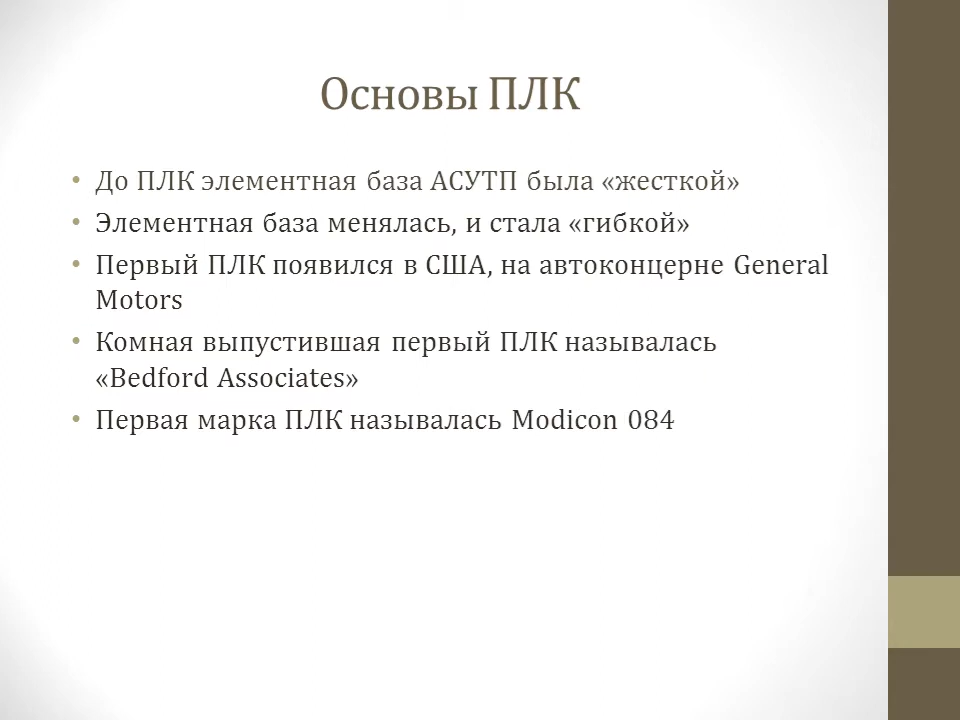 Основы ПЛК
• До ПЛК элементная база АСУТП была «жесткой»
• Элементная база менялась, и стала «гибкой»
• Первый ПЛК появился в США, на автоконцерне General
Motors
• Комная выпустившая первый ПЛК называлась
«Bedford Associates»
• Первая марка ПЛК называлась Modicon 084